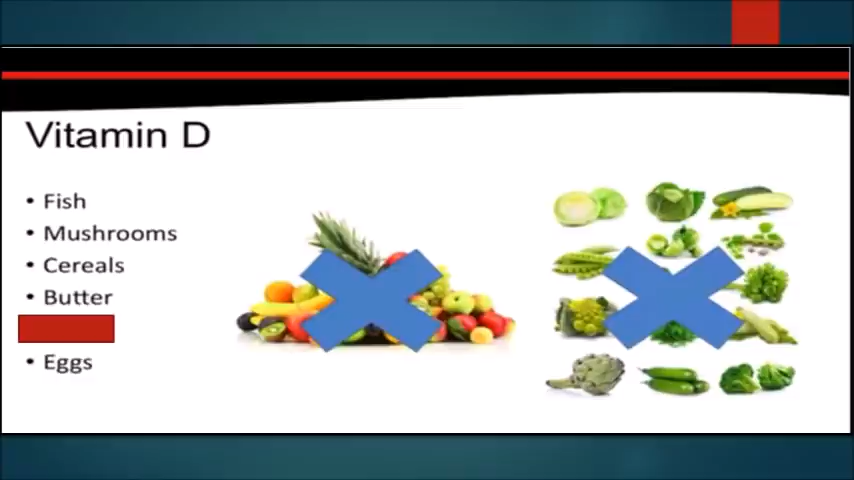 Vitamin D
• Fish
• Mushrooms
• Cereals
• Butter
• Eggs